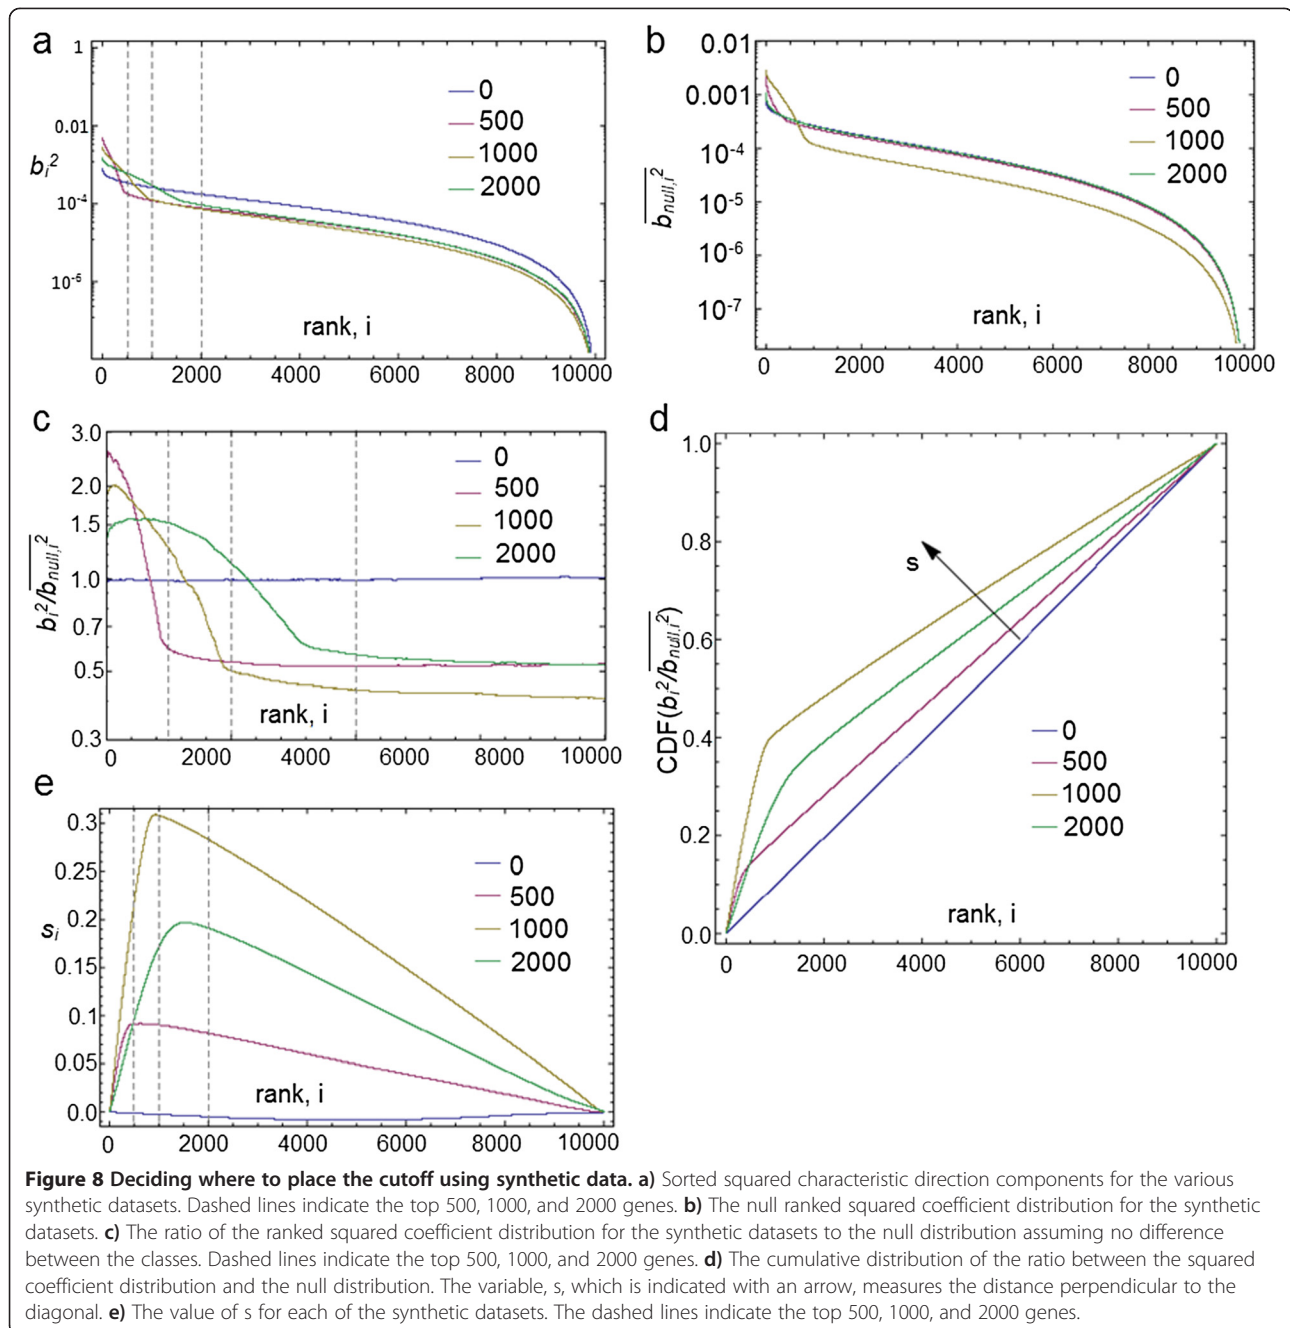 a
1
0.01
b_i^2
10^-4
10^-5
0
500
1000
2000
rank, i
0 2000 4000 6000 8000 10000
b
0.01
0.001
10^-4
10^-5
10^-6
10^-7
b_null,i^2
0
500
1000
2000
rank, i
0 2000 4000 6000 8000 10000
c
3.0
2.0
1.5
1.0
0.7
0.5
0.3
b_i^2/b_null,i^2
0
500
1000
2000
rank, i
0 2000 4000 6000 8000 10000
d
1.0
0.8
0.6
0.4
0.2
0.0
CDF(b_i^2/b_null,i^2)
s
0
500
1000
2000
rank, i
0 2000 4000 6000 8000 10000
e
0.3
0.25
0.2
s_i
0.15
0.1
0.05
0.0
0
500
1000
2000
rank, i
0 2000 4000 6000 8000 10000
Figure 8 Deciding where to place the cutoff using synthetic data. a) Sorted squared characteristic direction components for the various
synthetic datasets. Dashed lines indicate the top 500, 1000, and 2000 genes. b) The null ranked squared coefficient distribution for the synthetic
datasets. c) The ratio of the ranked squared coefficient distribution for the synthetic datasets to the null distribution assuming no difference
between the classes. Dashed lines indicate the top 500, 1000, and 2000 genes. d) The cumulative distribution of the ratio between the squared
coefficient distribution and the null distribution. The variable, s, which is indicated with an arrow, measures the distance perpendicular to the
diagonal. e) The value of s for each of the synthetic datasets. The dashed lines indicate the top 500, 1000, and 2000 genes.